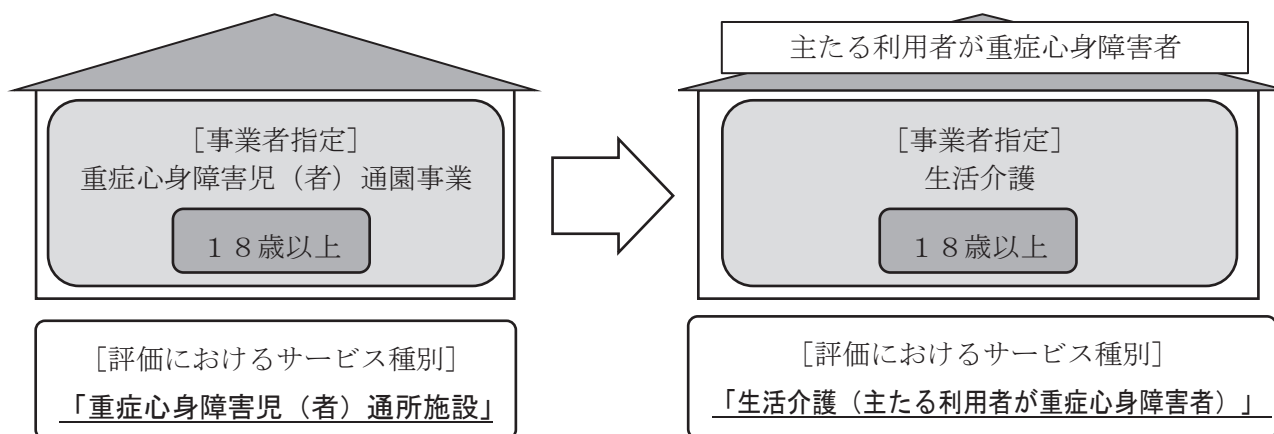 ［事業者指定］
重症心身障害児（者）通園事業
１８歳以上
［評価におけるサービス種別］
「重症心身障害児（者）通所施設」
主たる利用者が重症心身障害者
［事業者指定］
生活介護
１８歳以上
［評価におけるサービス種別］
「生活介護（主たる利用者が重症心身障害者）」